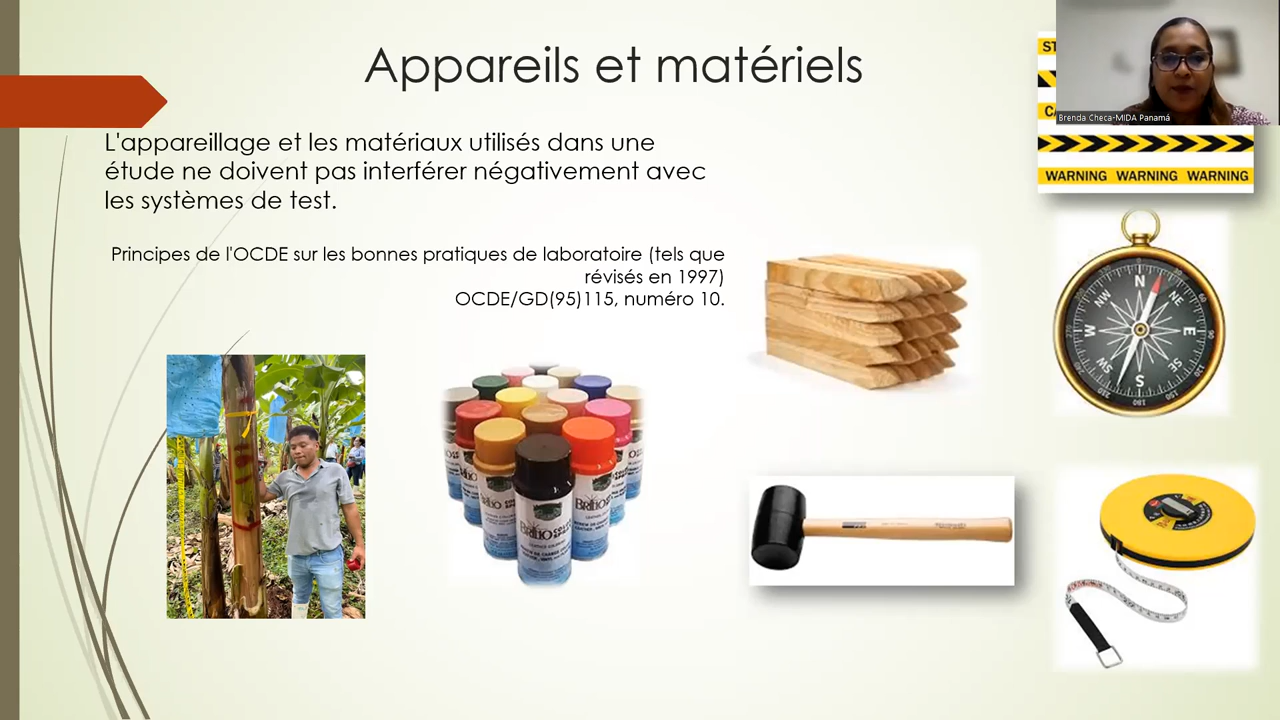 Appareils et matériels
L'appareillage et les matériaux utilisés dans une
étude ne doivent pas interférer négativement avec
les systèmes de test.
Principes de l'OCDE sur les bonnes pratiques de laboratoire (tels que
révisés en 1997)
OCDE/GD(95)115, numéro 10.
Brenda Checa-MIDA Panamá
WARNING WARNING WARNING
N
NE
E
SE
S
SW
W
NW